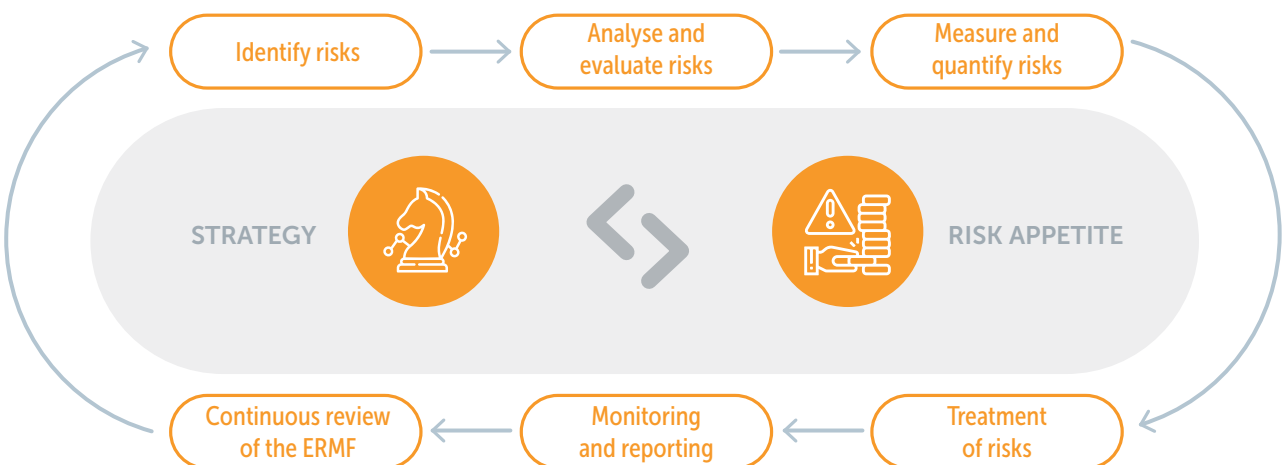 Identify risks
Analyse and
evaluate risks
Measure and
quantify risks
STRATEGY
RISK APPETITE
Continuous review
of the ERMF
Monitoring
and reporting
Treatment
of risks